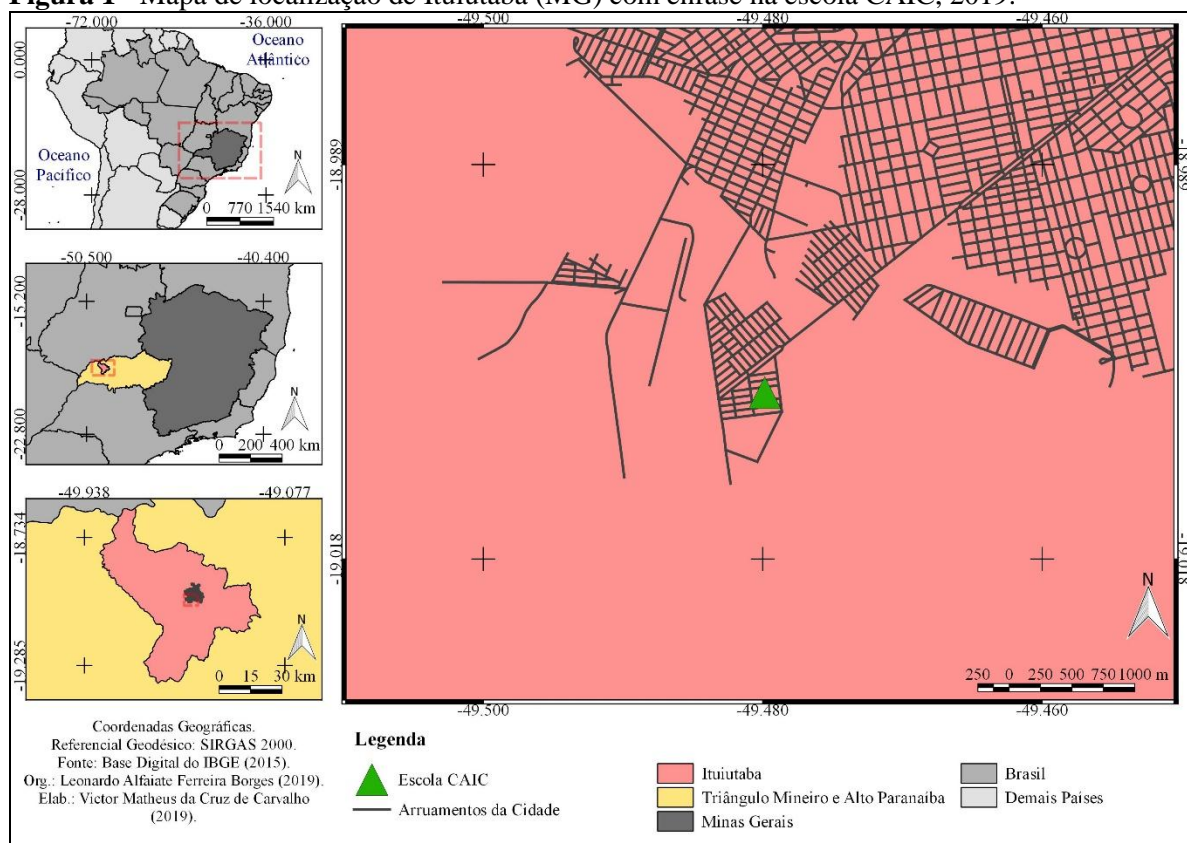 Figura 1 - Mapa de localização de Ituiutaba (MG) com ênfase na escola CAIC, 2019.
-72.000 -36.000
Oceano
Atlântico
0.000
Oceano
Pacífico
-28.000
N
0 770 1540 km
-50.500 -40.400
-15.200
-22.800
N
0 200 400 km
-49.938 -49.077
-18.734
-19.285
N
0 15 30 km
-49.500 -49.480 -49.460
-18.989 -18.989
-19.018 -19.018
N
250 0 250 500 750 1000 m
-49.500 -49.480 -49.460
Coordenadas Geográficas.
Referencial Geodésico: SIRGAS 2000.
Fonte: Base Digital do IBGE (2015).
Org.: Leonardo Alfaiate Ferreira Borges (2019).
Elab.: Victor Matheus da Cruz de Carvalho
(2019).
Legenda
Escola CAIC
Arruamentos da Cidade
Ituiutaba
Triângulo Mineiro e Alto Paranaíba
Minas Gerais
Brasil
Demais Países